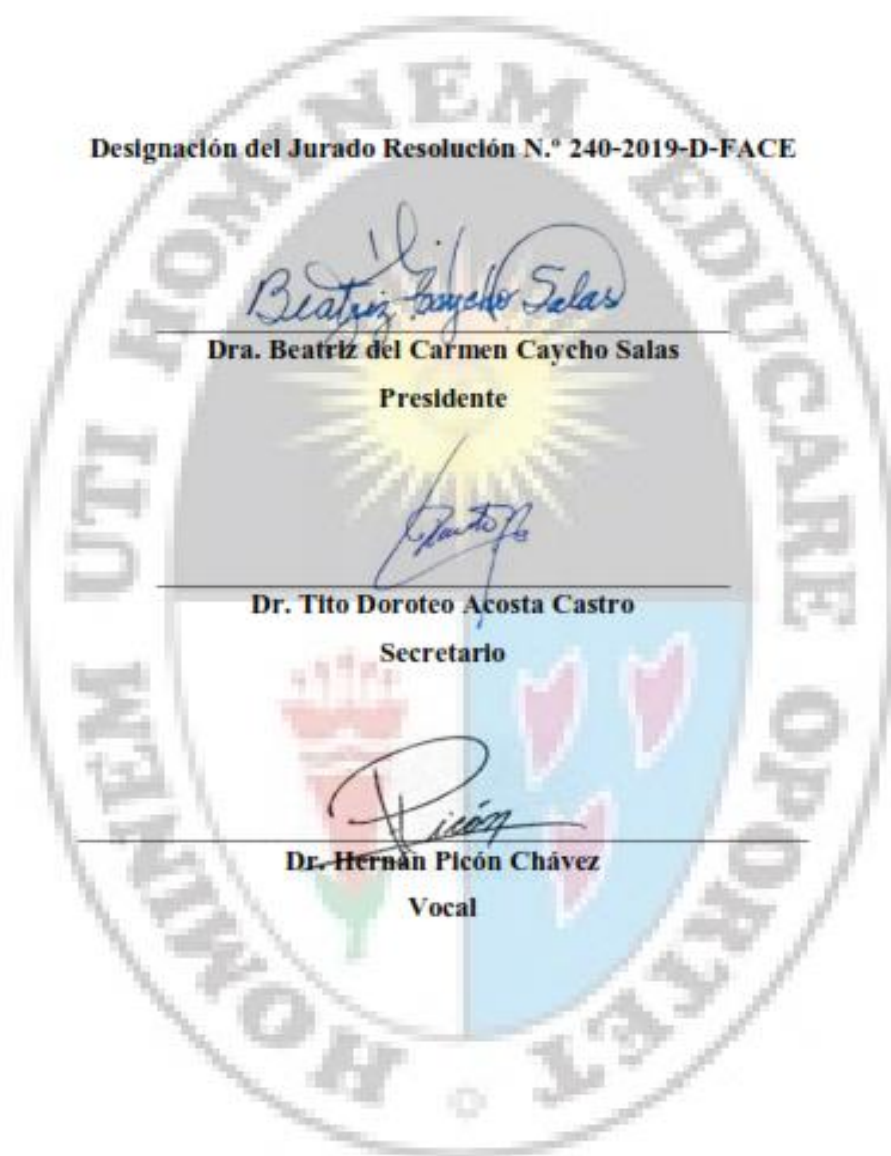 HOMINEM UTI HOMINEM EDUCARE OPORTET
Designación del Jurado Resolución N.º 240-2019-D-FACE
Beatriz Caycho Salas
Dra. Beatriz del Carmen Caycho Salas
Presidente
Dr. Tito Doroteo Acosta Castro
Secretario
Picón
Dr. Hernán Picón Chávez
Vocal